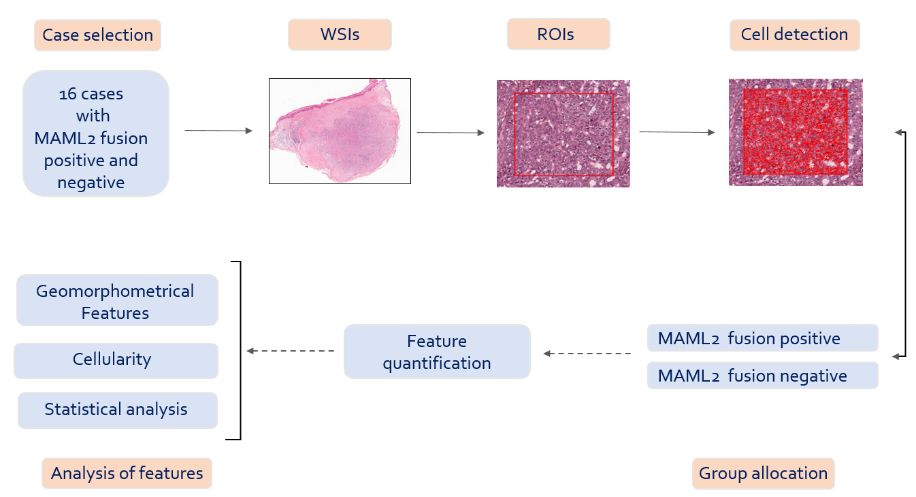 Case selection
WSIs
ROIs
Cell detection
16 cases
with
MAML2 fusion
positive and
negative
Geomorphometrical
Features
Cellularity
Statistical analysis
Feature
quantification
MAML2 fusion positive
MAML2 fusion negative
Analysis of features
Group allocation